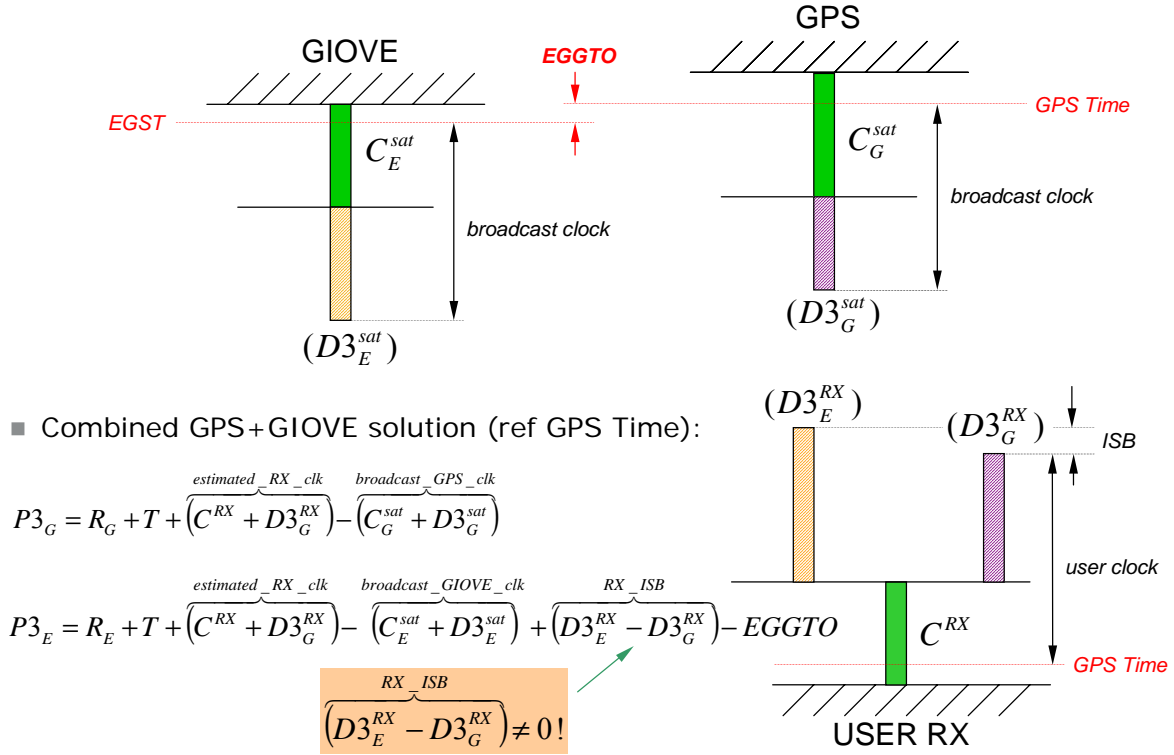 GPS
GIOVE
EGGTO
EGST
GPS Time
C_E^{sat}
C_G^{sat}
broadcast clock
broadcast clock
(D3_E^{sat})
(D3_G^{sat})
■ Combined GPS+GIOVE solution (ref GPS Time):
estimated_RX_clk broadcast_GPS_clk
P3_G = R_G + T + (C^{RX} + D3_G^{RX}) − (C_G^{sat} + D3_G^{sat})
estimated_RX_clk broadcast_GIOVE_clk RX_ISB
P3_E = R_E + T + (C^{RX} + D3_G^{RX}) − (C_E^{sat} + D3_E^{sat}) + (D3_E^{RX} − D3_G^{RX}) − EGGTO
RX_ISB
(D3_E^{RX} − D3_G^{RX}) ≠ 0!
(D3_E^{RX})
(D3_G^{RX})
ISB
user clock
C^{RX}
GPS Time
USER RX